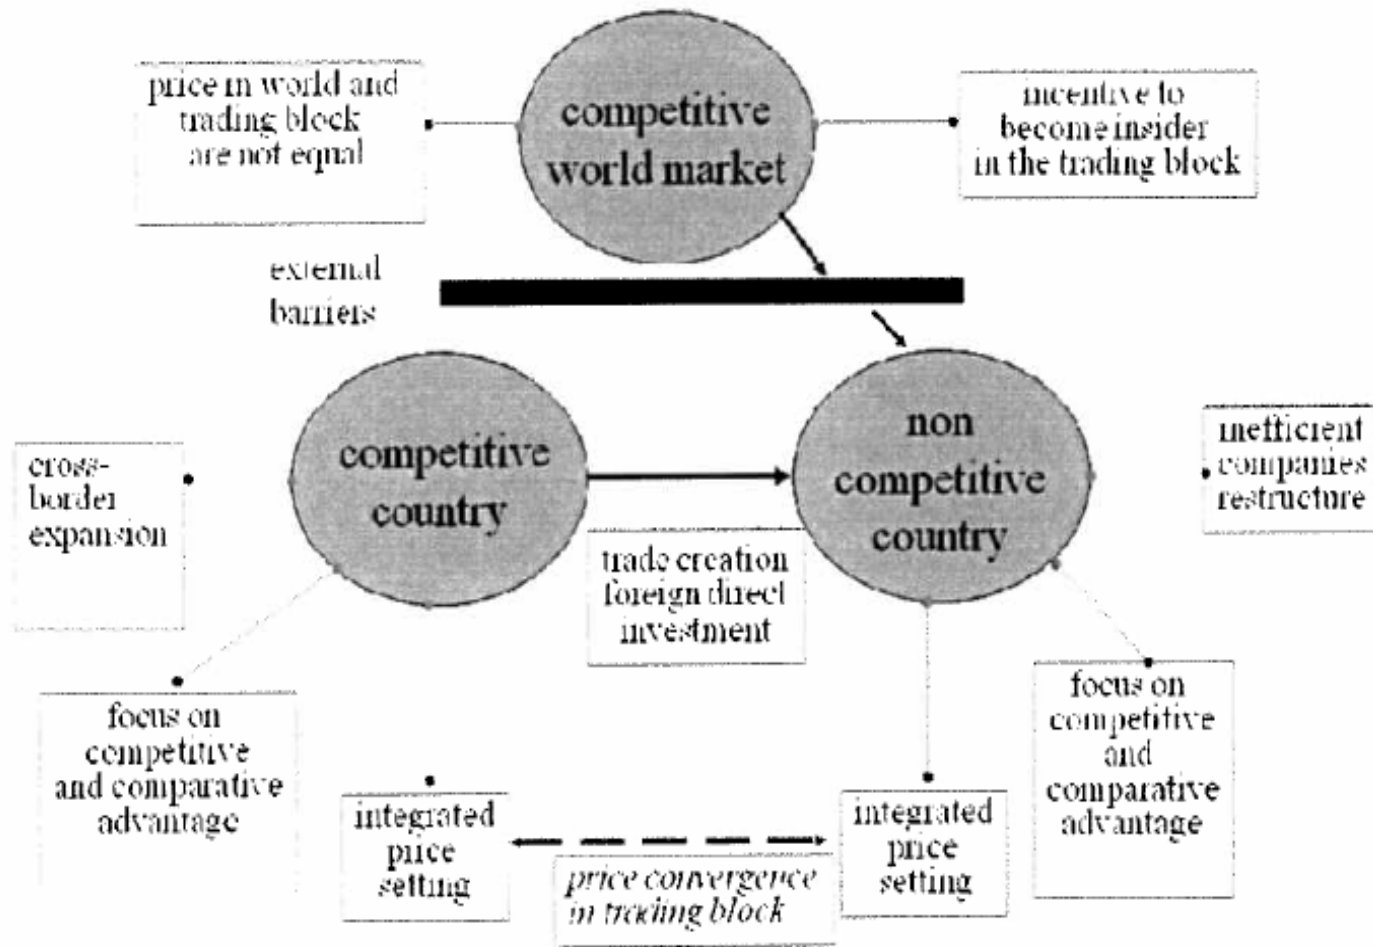 price in world and
trading block
are not equal
competitive
world market
incentive to
become insider
in the trading block
external
barriers
cross-
border
expansion
competitive
country
non
competitive
country
inefficient
companies
restructure
trade creation
foreign direct
investment
focus on
competitive
and comparative
advantage
integrated
price
setting
price convergence
in trading block
integrated
price
setting
focus on
competitive
and
comparative
advantage